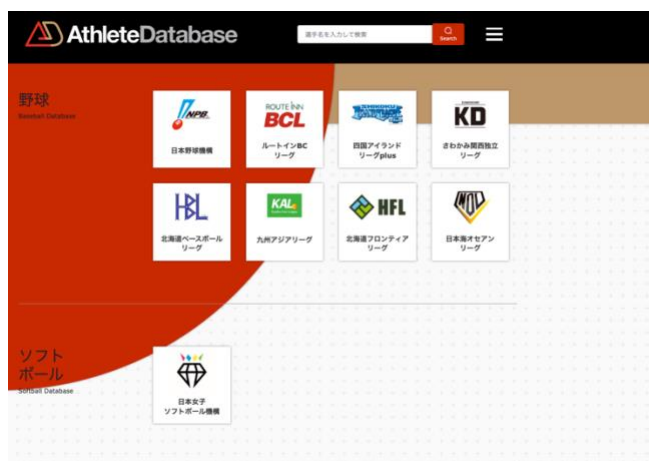 AthleteDatabase
選手名を入力して検索
Search
野球
Baseball Database
NPB
日本野球機構
ROUTE INN
BCL
ルートインBC
リーグ
四国アイランド
リーグplus
KD
さわかみ関西独立
リーグ
HBL
北海道ベースボール
リーグ
KAL
九州アジアリーグ
HFL
北海道フロンティア
リーグ
NOL
日本海オセアン
リーグ
ソフト
ボール
Softball Database
日本女子
ソフトボール機構